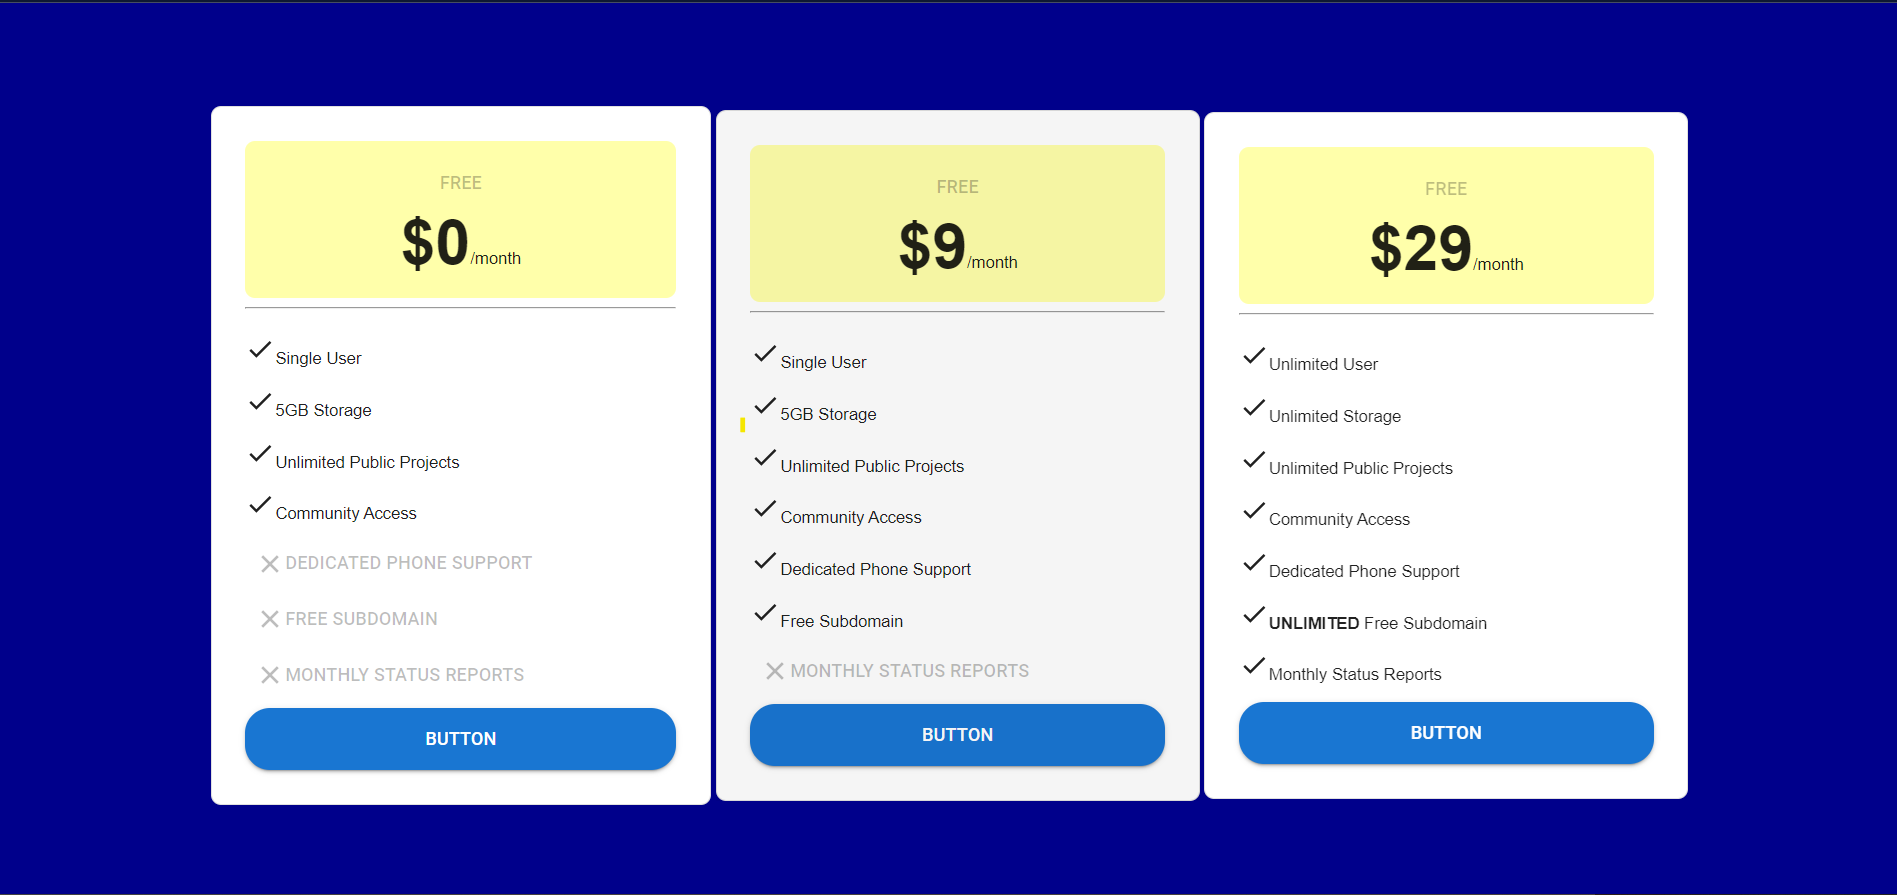 FREE
$0/month
Single User
5GB Storage
Unlimited Public Projects
Community Access
DEDICATED PHONE SUPPORT
FREE SUBDOMAIN
MONTHLY STATUS REPORTS
BUTTON
FREE
$9/month
Single User
5GB Storage
Unlimited Public Projects
Community Access
Dedicated Phone Support
Free Subdomain
MONTHLY STATUS REPORTS
BUTTON
FREE
$29/month
Unlimited User
Unlimited Storage
Unlimited Public Projects
Community Access
Dedicated Phone Support
UNLIMITED Free Subdomain
Monthly Status Reports
BUTTON